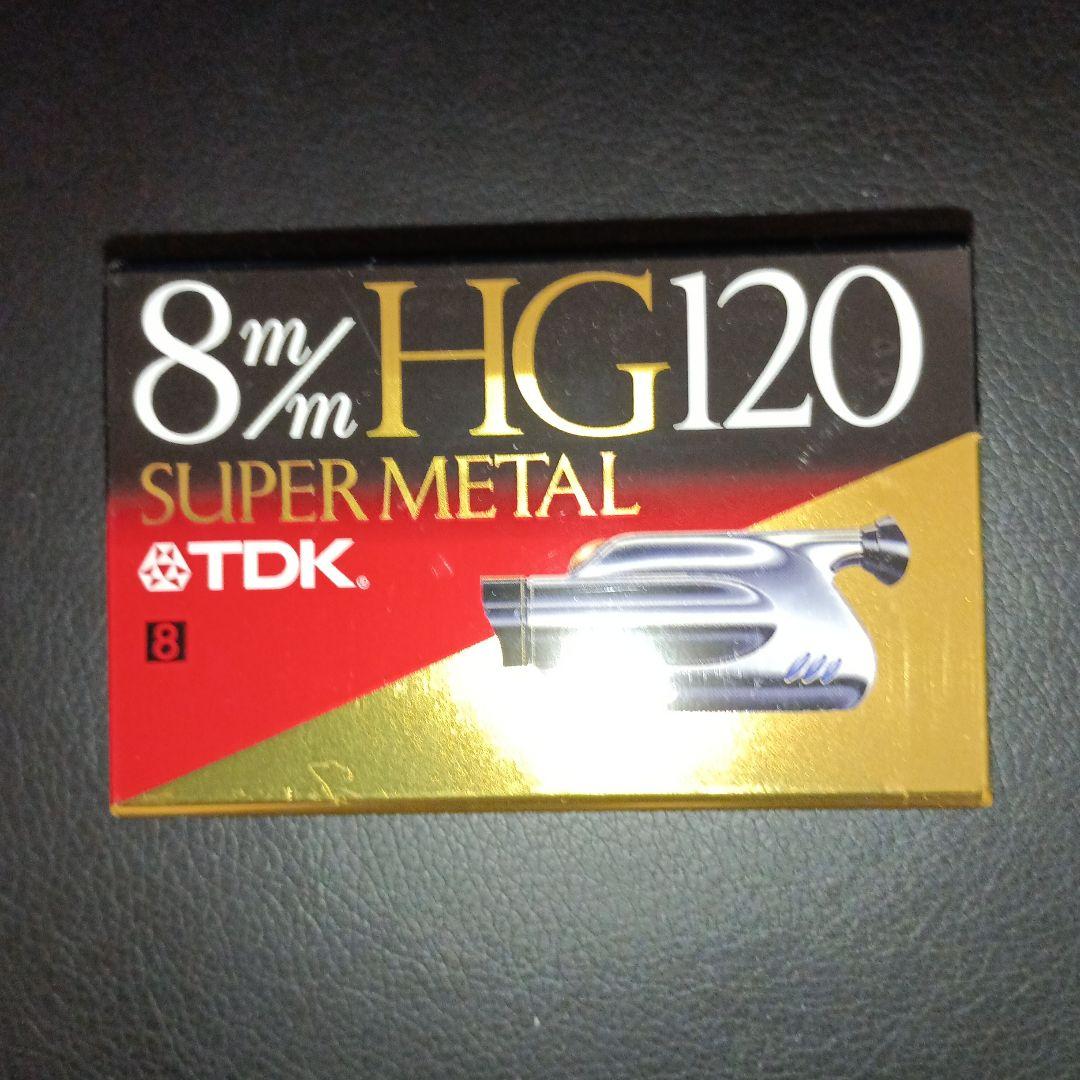 8m/m HG120
SUPER METAL
TDK®
8